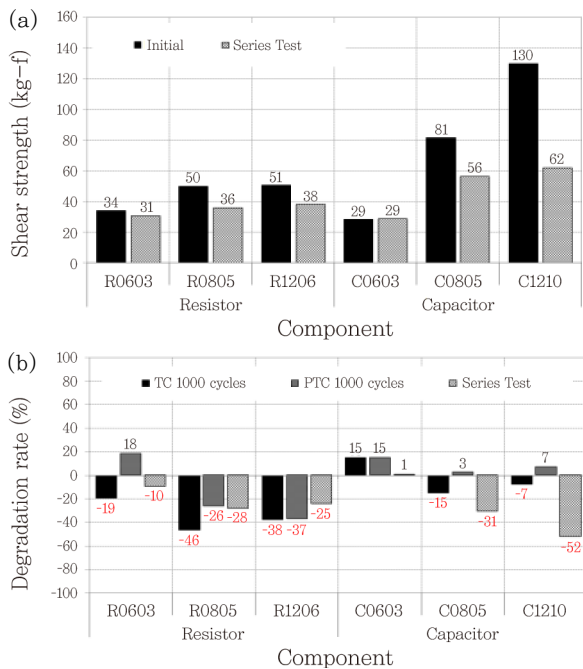 (a)
Shear strength (kg-f)
160
140
120
100
80
60
40
20
0
Initial
Series Test
34
31
50
36
51
38
29
29
81
56
130
62
R0603
R0805
R1206
C0603
C0805
C1210
Resistor
Capacitor
Component
(b)
Degradation rate (%)
100
80
60
40
20
0
-20
-40
-60
-80
-100
TC 1000 cycles
PTC 1000 cycles
Series Test
-19
18
-10
-46
-26
-28
-38
-37
-25
15
15
1
-15
3
-31
-7
7
-52
R0603
R0805
R1206
C0603
C0805
C1210
Resistor
Capacitor
Component